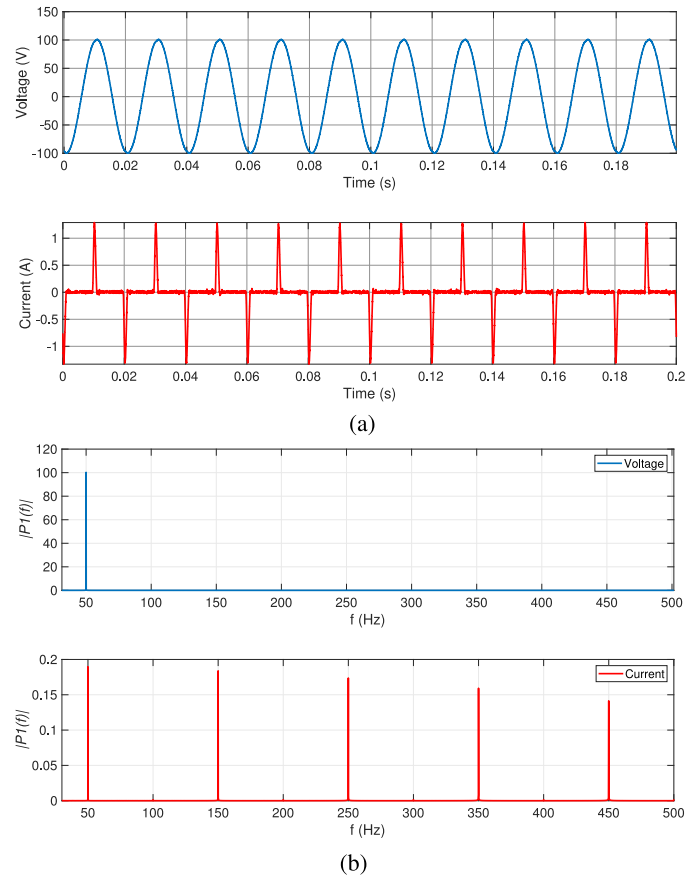 150
100
50
0
-50
-100
Voltage (V)
0 0.02 0.04 0.06 0.08 0.1 0.12 0.14 0.16 0.18
Time (s)
1
0.5
0
-0.5
-1
Current (A)
0 0.02 0.04 0.06 0.08 0.1 0.12 0.14 0.16 0.18 0.2
Time (s)
(a)
120
100
80
60
40
20
0
|P1(f)|
Voltage
50 100 150 200 250 300 350 400 450 500
f (Hz)
0.2
0.15
0.1
0.05
0
|P1(f)|
Current
50 100 150 200 250 300 350 400 450 500
f (Hz)
(b)